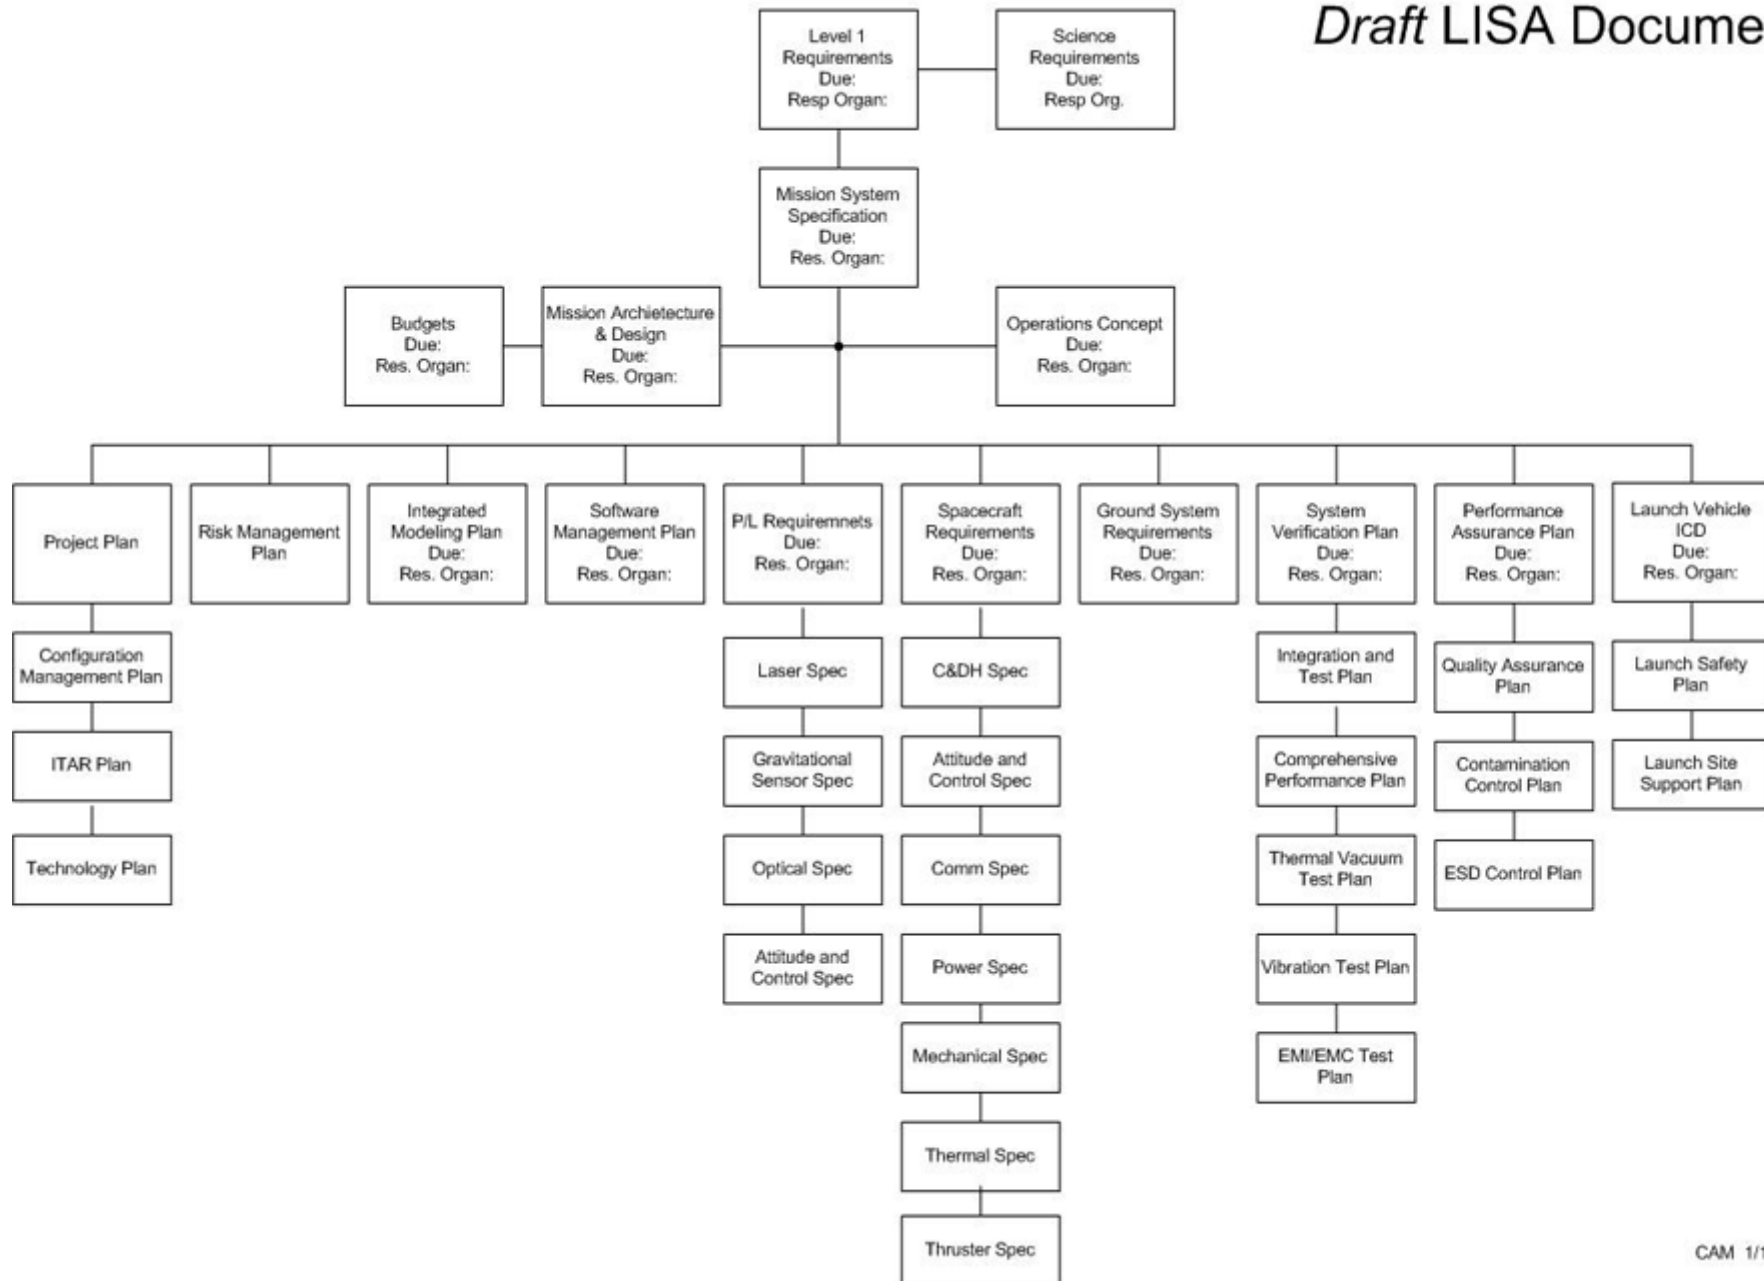 Draft LISA Docume
Level 1
Requirements
Due:
Resp Organ:
Science
Requirements
Due:
Resp Org.
Mission System
Specification
Due:
Res. Organ:
Budgets
Due:
Res. Organ:
Mission Archietecture
& Design
Due:
Res. Organ:
Operations Concept
Due:
Res. Organ:
Project Plan
Risk Management
Plan
Integrated
Modeling Plan
Due:
Res. Organ:
Software
Management Plan
Due:
Res. Organ:
P/L Requiremnets
Due:
Res. Organ:
Spacecraft
Requirements
Due:
Res. Organ:
Ground System
Requirements
Due:
Res. Organ:
System
Verification Plan
Due:
Res. Organ:
Performance
Assurance Plan
Due:
Res. Organ:
Launch Vehicle
ICD
Due:
Res. Organ:
Configuration
Management Plan
ITAR Plan
Technology Plan
Laser Spec
Gravitational
Sensor Spec
Optical Spec
Attitude and
Control Spec
C&DH Spec
Attitude and
Control Spec
Comm Spec
Power Spec
Mechanical Spec
Thermal Spec
Thruster Spec
Integration and
Test Plan
Comprehensive
Performance Plan
Thermal Vacuum
Test Plan
Vibration Test Plan
EMI/EMC Test
Plan
Quality Assurance
Plan
Contamination
Control Plan
ESD Control Plan
Launch Safety
Plan
Launch Site
Support Plan
CAM 1/1